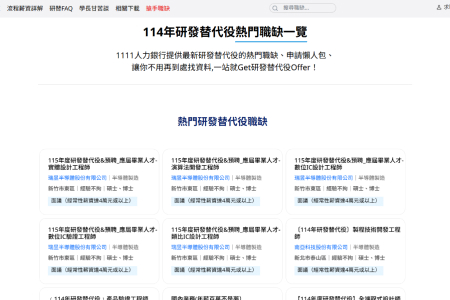 流程薪資詳解 研發FAQ 學長甘苦談 相關下載 搶手職缺
搜尋職缺...
114年研發替代役熱門職缺一覽
1111人力銀行提供最新研發替代役的熱門職缺、申請懶人包、
讓你不用再到處找資料,一站就Get研發替代役Offer！
熱門研發替代役職缺
115年度研發替代役&預聘_應屆畢業人才-
實體設計工程師
瑞昱半導體股份有限公司｜半導體製造
新竹市東區｜經驗不拘｜碩士、博士
面議（經常性薪資達4萬元或以上）
115年度研發替代役&預聘_應屆畢業人才-
演算法開發工程師
瑞昱半導體股份有限公司｜半導體製造
新竹市東區｜經驗不拘｜碩士、博士
面議（經常性薪資達4萬元或以上）
115年度研發替代役&預聘_應屆畢業人才-
數位IC設計工程師
瑞昱半導體股份有限公司｜半導體製造
新竹市東區｜經驗不拘｜碩士、博士
面議（經常性薪資達4萬元或以上）
115年度研發替代役&預聘_應屆畢業人才-
數位IC驗證工程師
瑞昱半導體股份有限公司｜半導體製造
新竹市東區｜經驗不拘｜碩士、博士
面議（經常性薪資達4萬元或以上）
115年度研發替代役&預聘_應屆畢業人才-
類比IC設計工程師
瑞昱半導體股份有限公司｜半導體製造
新竹市東區｜經驗不拘｜碩士、博士
面議（經常性薪資達4萬元或以上）
【114年研發替代役】製程技術開發工程
師
南亞科技股份有限公司｜半導體製造
新北市泰山區｜經驗不拘｜碩士、博士
面議（經常性薪資達4萬元或以上）